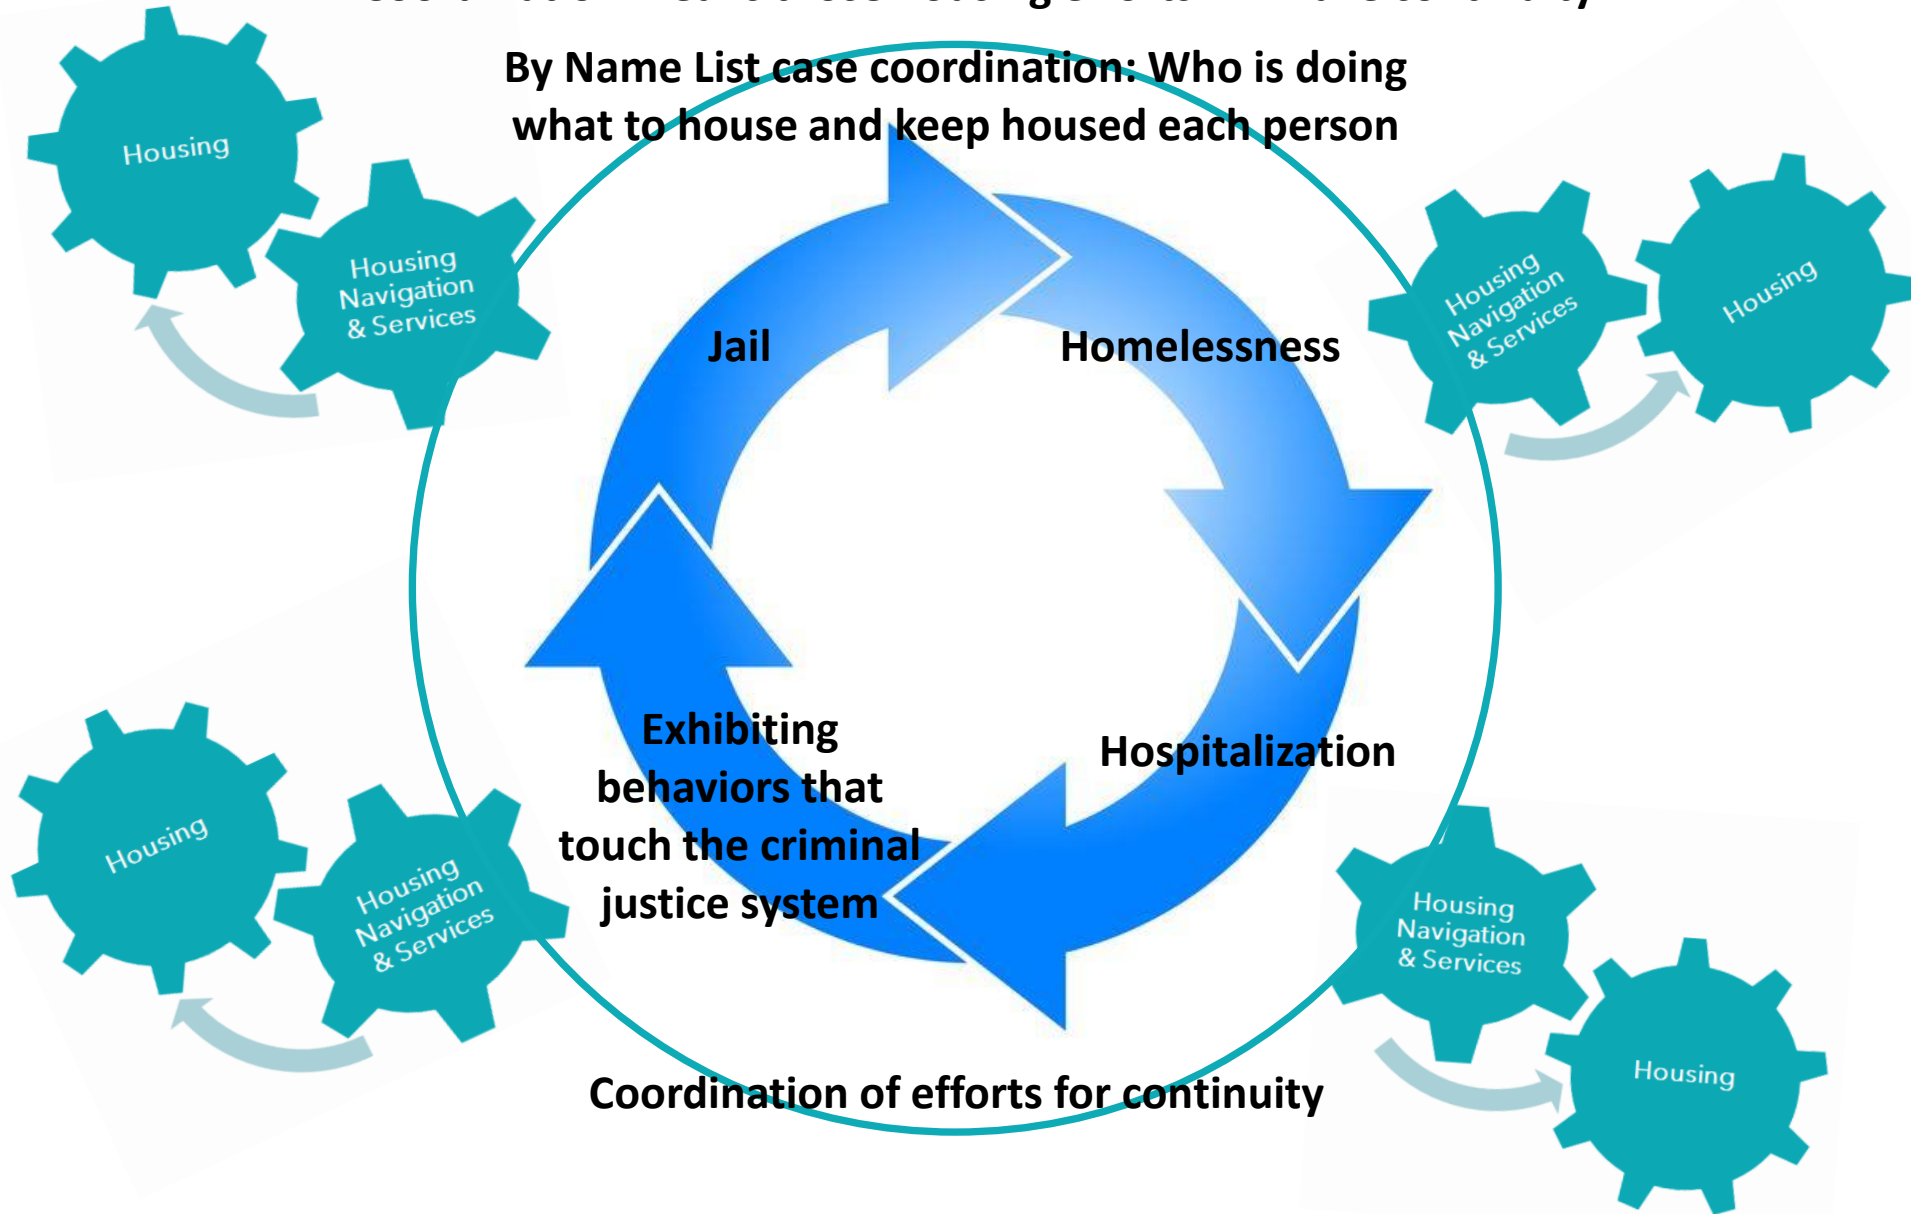 By Name List case coordination: Who is doing
what to house and keep housed each person
Housing
Housing
Navigation
& Services
Housing
Navigation
& Services
Housing
Jail
Homelessness
Exhibiting
behaviors that
touch the criminal
justice system
Hospitalization
Housing
Housing
Navigation
& Services
Housing
Navigation
& Services
Housing
Coordination of efforts for continuity